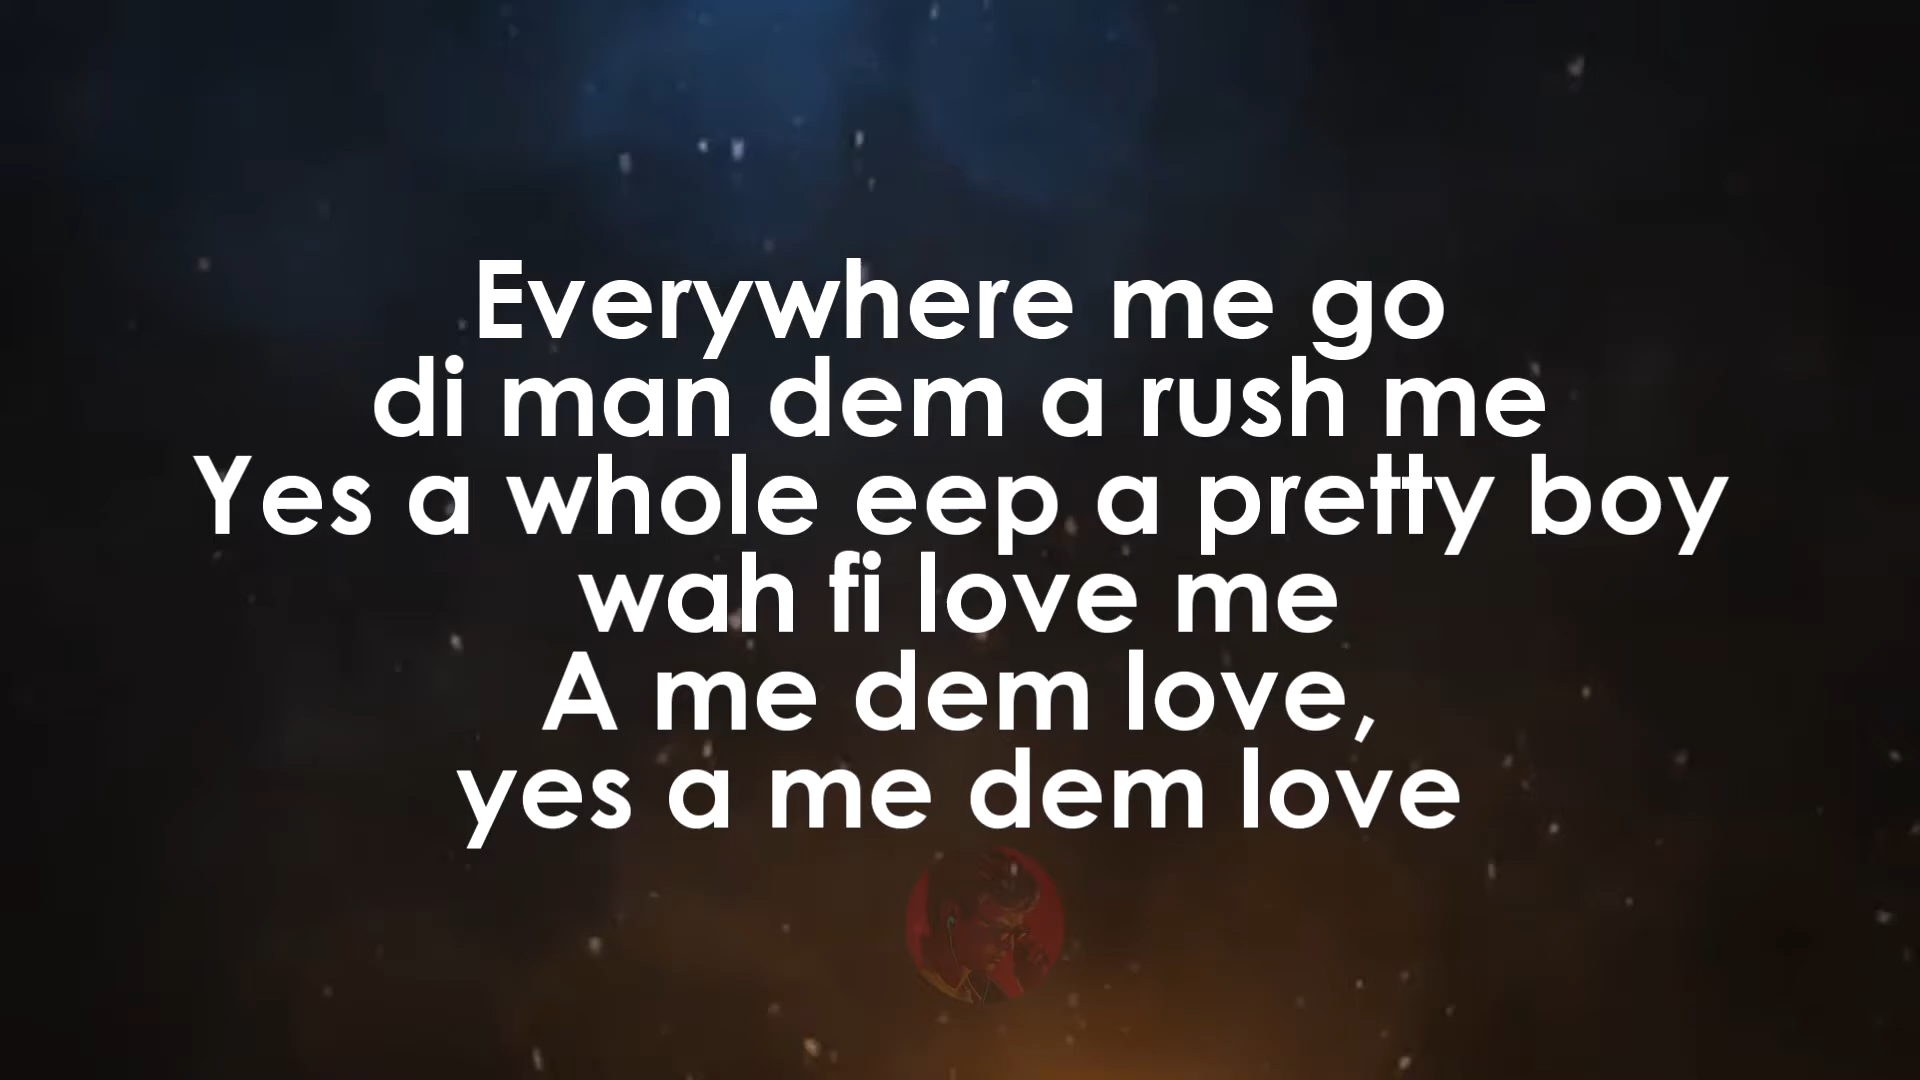 Everywhere me go
di man dem a rush me
Yes a whole eep a pretty boy
wah fi love me
A me dem love,
yes a me dem love